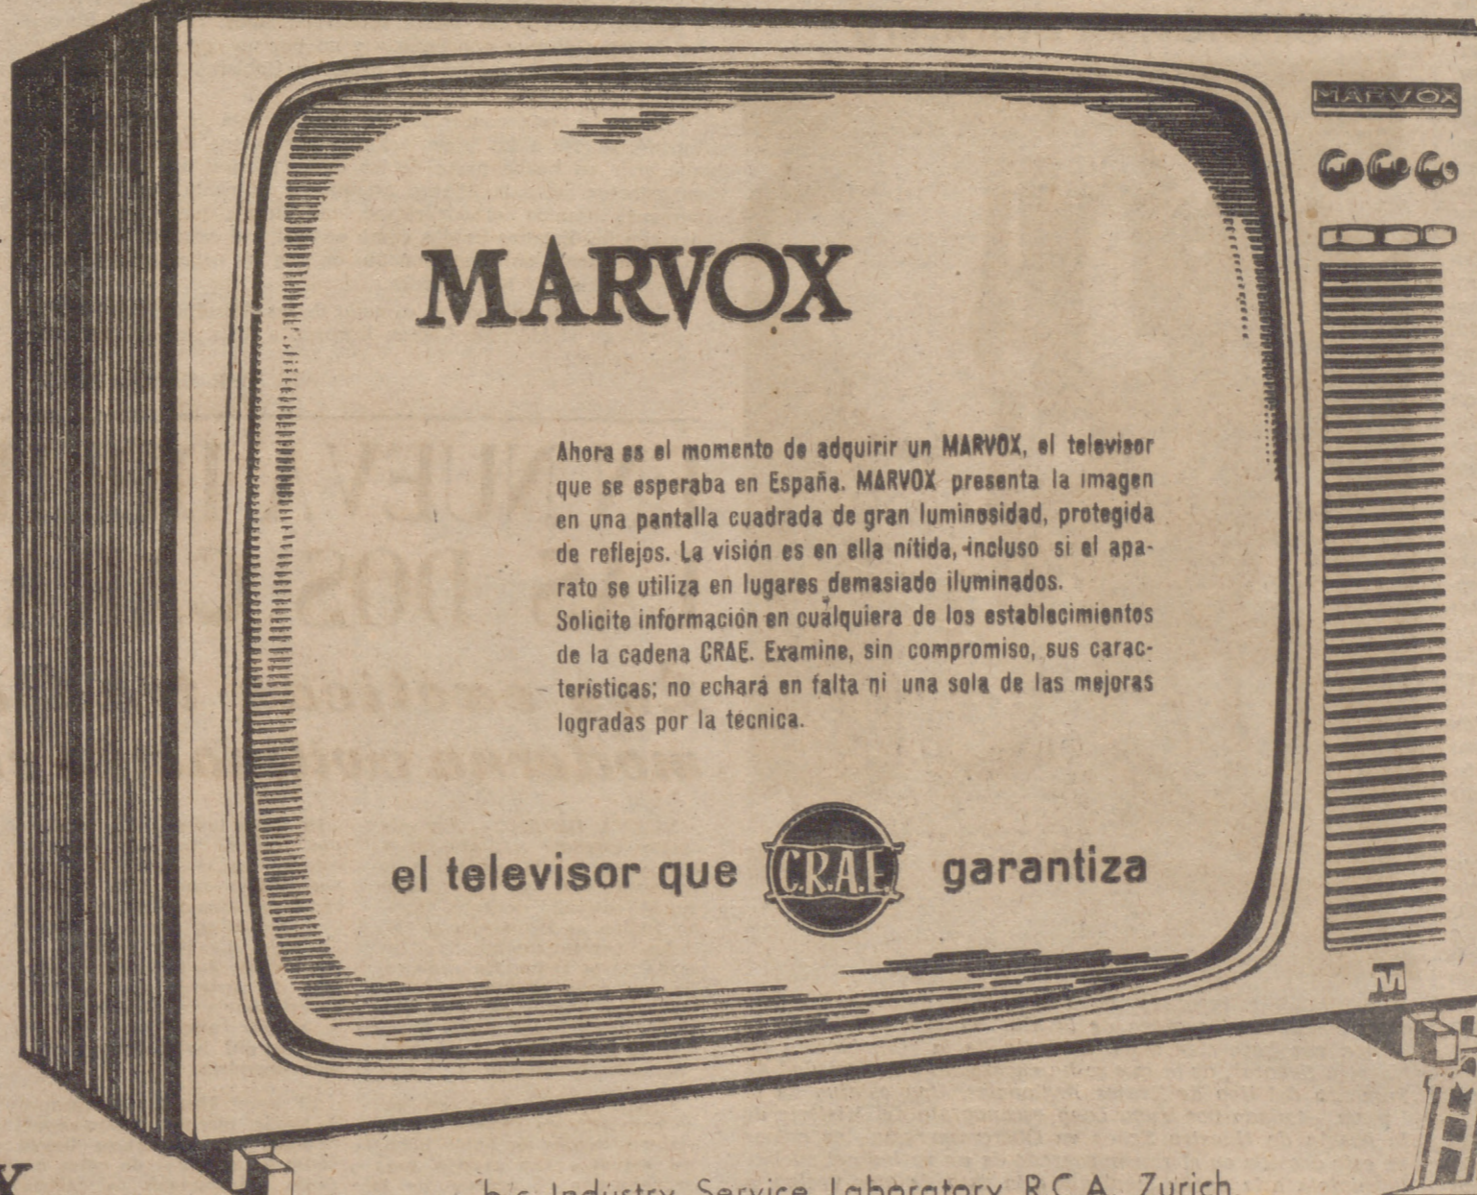 MARVOX
MARVOX
Ahora es el momento de adquirir un MARVOX, el televisor
que se esperaba en España. MARVOX presenta la imagen
en una pantalla cuadrada de gran luminosidad, protegida
de reflejos. La visión es en ella nítida, incluso si el apa-
rato se utiliza en lugares demasiado iluminados.
Solicite información en cualquiera de los establecimientos
de la cadena CRAE. Examine, sin compromiso, sus carac-
terísticas; no echará en falta ni una sola de las mejoras
logradas por la técnica.
el televisor que C.R.A.E. garantiza
M
X
Industry Service Laboratory R.C.A. Zurich